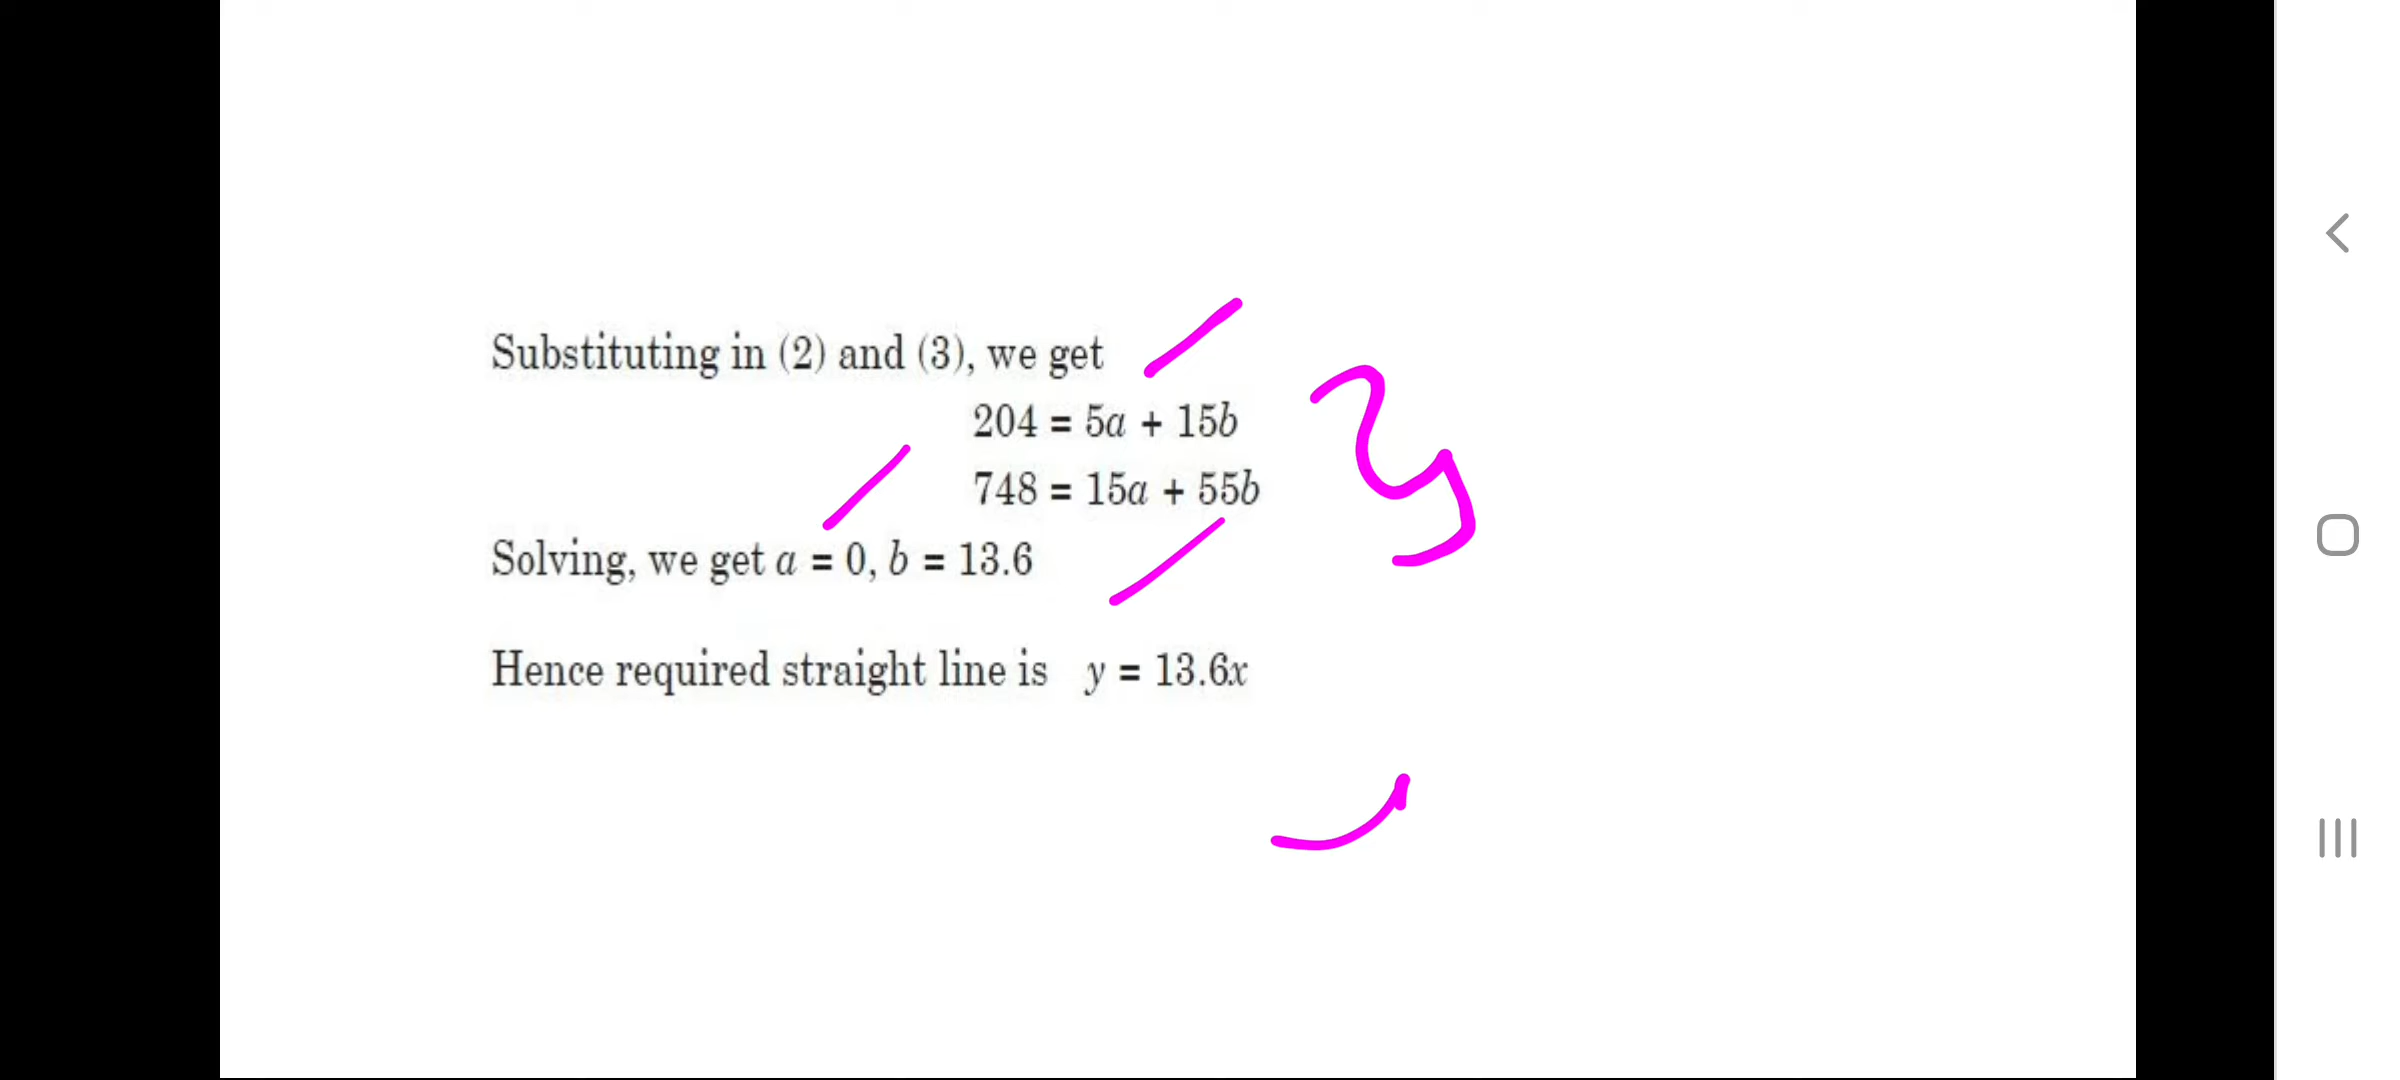 Substituting in (2) and (3), we get
204 = 5a + 15b
748 = 15a + 55b
Solving, we get a = 0, b = 13.6
Hence required straight line is y = 13.6x